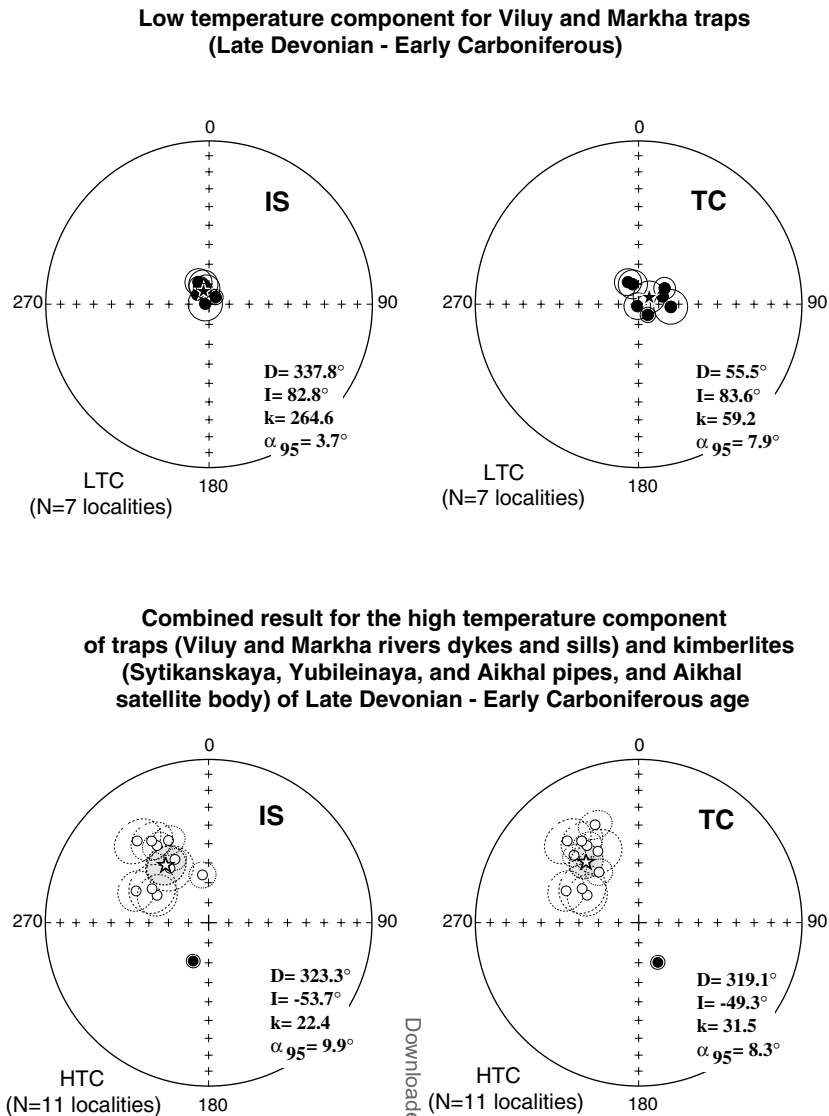 Low temperature component for Viluy and Markha traps
(Late Devonian - Early Carboniferous)
0
IS
270
90
D= 337.8°
I= 82.8°
k= 264.6
α95= 3.7°
LTC
(N=7 localities)
180
0
TC
270
90
D= 55.5°
I= 83.6°
k= 59.2
α95= 7.9°
LTC
(N=7 localities)
180
Combined result for the high temperature component
of traps (Viluy and Markha rivers dykes and sills) and kimberlites
(Sytikanskaya, Yubileinaya, and Aikhal pipes, and Aikhal
satellite body) of Late Devonian - Early Carboniferous age
0
IS
270
90
D= 323.3°
I= -53.7°
k= 22.4
α95= 9.9°
HTC
(N=11 localities)
180
0
TC
270
90
D= 319.1°
I= -49.3°
k= 31.5
α95= 8.3°
HTC
(N=11 localities)
180
Downloade